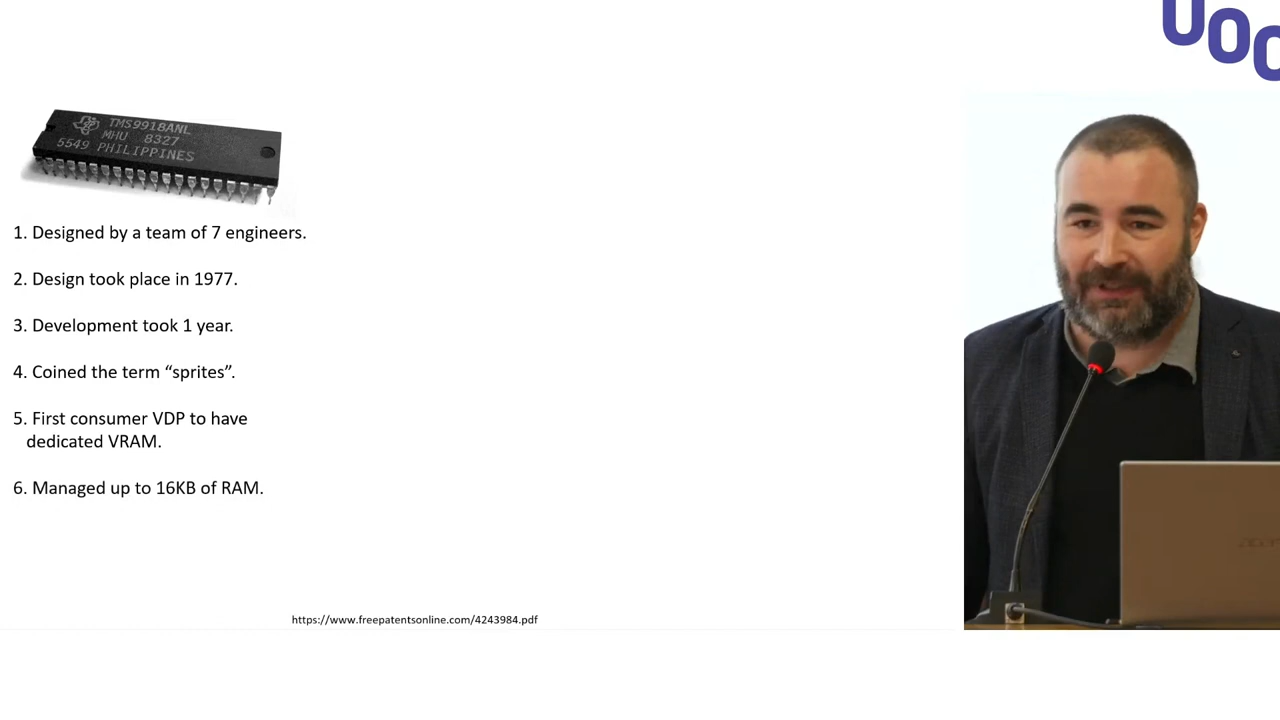 UOC
TMS9918ANL
MHU 8327
5549 PHILIPPINES
1. Designed by a team of 7 engineers.
2. Design took place in 1977.
3. Development took 1 year.
4. Coined the term “sprites”.
5. First consumer VDP to have
dedicated VRAM.
6. Managed up to 16KB of RAM.
https://www.freepatentsonline.com/4243984.pdf